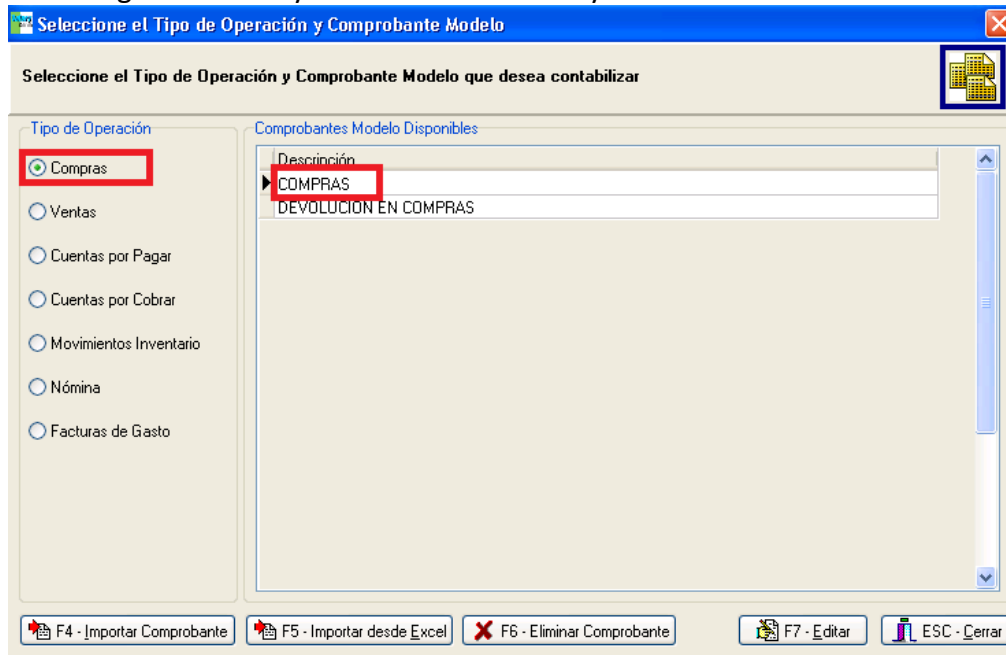 Seleccione el Tipo de Operación y Comprobante Modelo
Seleccione el Tipo de Operación y Comprobante Modelo que desea contabilizar
Tipo de Operación
Compras
Ventas
Cuentas por Pagar
Cuentas por Cobrar
Movimientos Inventario
Nómina
Facturas de Gasto
Comprobantes Modelo Disponibles
Descripción
COMPRAS
DEVOLUCION EN COMPRAS
F4 - Importar Comprobante
F5 - Importar desde Excel
F6 - Eliminar Comprobante
F7 - Editar
ESC - Cerrar